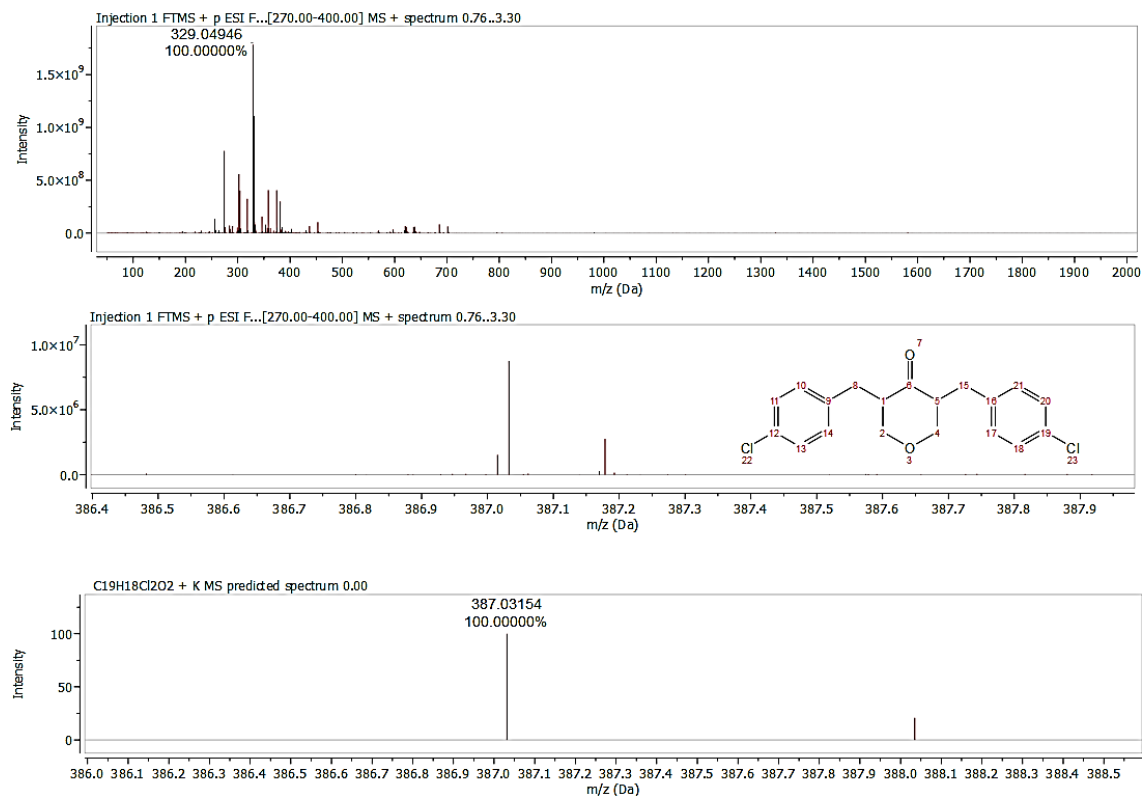 Injection 1 FTMS + p ESI F...[270.00-400.00] MS + spectrum 0.76..3.30
329.04946
100.00000%
1.5×10⁹
1.0×10⁹
5.0×10⁸
0.0
Intensity
100 200 300 400 500 600 700 800 900 1000 1100 1200 1300 1400 1500 1600 1700 1800 1900 2000
m/z (Da)
Injection 1 FTMS + p ESI F...[270.00-400.00] MS + spectrum 0.76..3.30
1.0×10⁷
5.0×10⁶
0.0
Intensity
7
O
10 8 6 15 21
11 9 1 5 16 20
12 14 2 4 17 19
Cl 13 O 18 Cl
22 3 23
386.4 386.5 386.6 386.7 386.8 386.9 387.0 387.1 387.2 387.3 387.4 387.5 387.6 387.7 387.8 387.9
m/z (Da)
C19H18Cl2O2 + K MS predicted spectrum 0.00
387.03154
100.00000%
100
50
0
Intensity
386.0 386.1 386.2 386.3 386.4 386.5 386.6 386.7 386.8 386.9 387.0 387.1 387.2 387.3 387.4 387.5 387.6 387.7 387.8 387.9 388.0 388.1 388.2 388.3 388.4 388.5
m/z (Da)